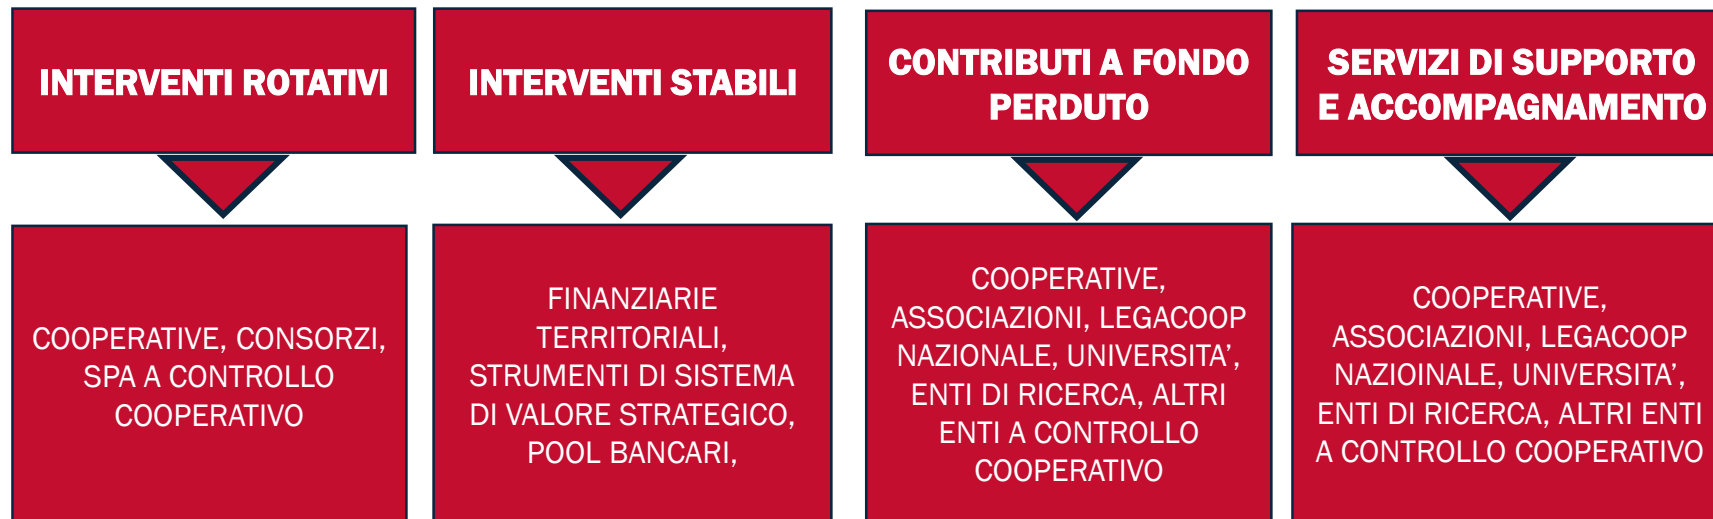 INTERVENTI ROTATIVI
INTERVENTI STABILI
CONTRIBUTI A FONDO
PERDUTO
SERVIZI DI SUPPORTO
E ACCOMPAGNAMENTO
COOPERATIVE, CONSORZI,
SPA A CONTROLLO
COOPERATIVO
FINANZIARIE
TERRITORIALI,
STRUMENTI DI SISTEMA
DI VALORE STRATEGICO,
POOL BANCARI,
COOPERATIVE,
ASSOCIAZIONI, LEGACOOP
NAZIONALE, UNIVERSITA’,
ENTI DI RICERCA, ALTRI
ENTI A CONTROLLO
COOPERATIVO
COOPERATIVE,
ASSOCIAZIONI, LEGACOOP
NAZIOINALE, UNIVERSITA’,
ENTI DI RICERCA, ALTRI ENTI
A CONTROLLO COOPERATIVO